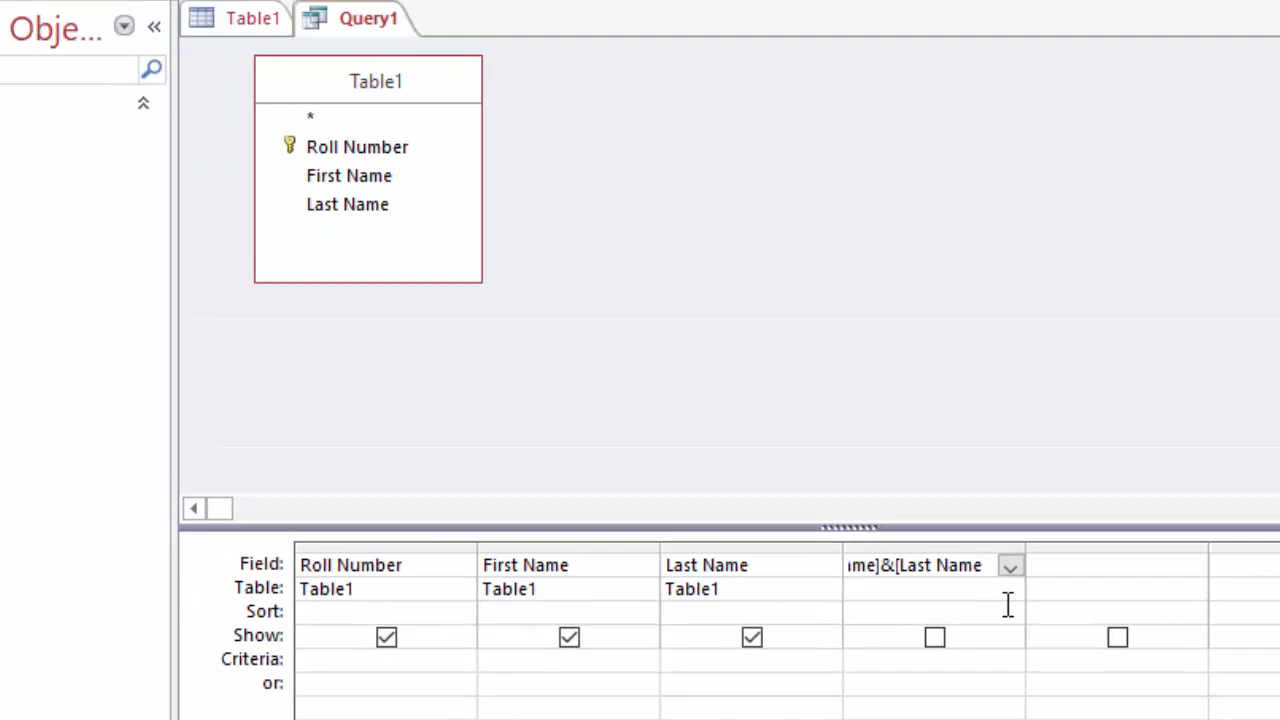 Obje...
Table1
Query1
Table1
*
Roll Number
First Name
Last Name
Field: Roll Number First Name Last Name me]&[Last Name
Table: Table1 Table1 Table1
Sort:
Show:
Criteria:
or: